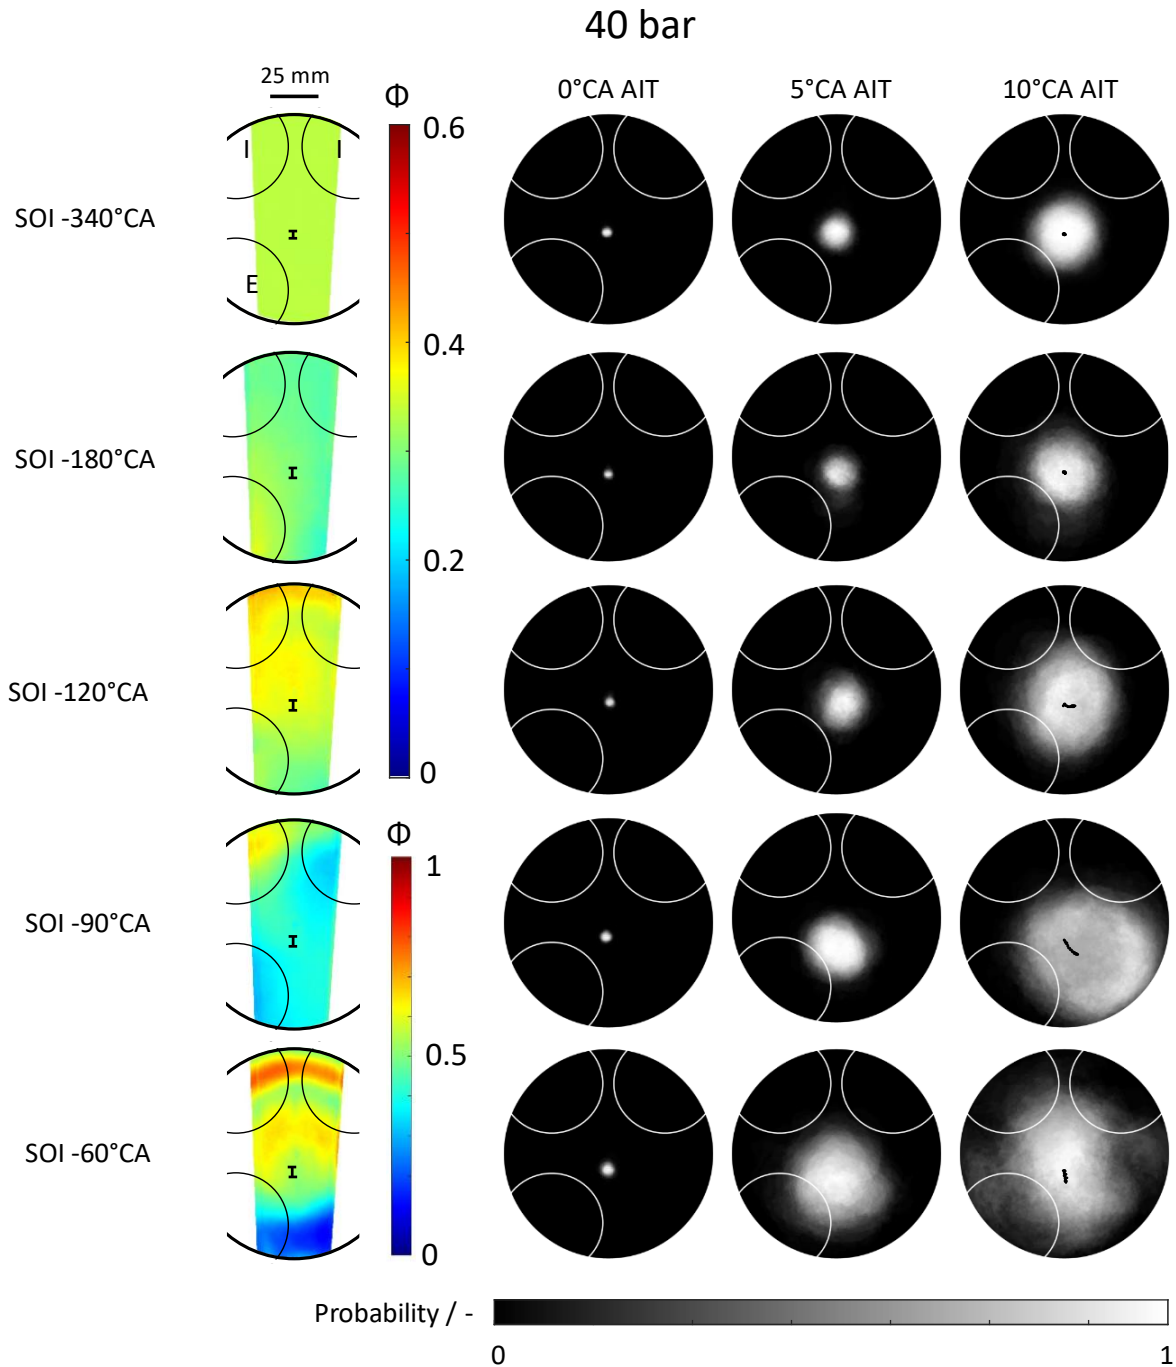 40 bar
25 mm
Φ
0°CA AIT
5°CA AIT
10°CA AIT
0.6
I
I
SOI -340°CA
E
0.4
SOI -180°CA
0.2
SOI -120°CA
0
Φ
1
SOI -90°CA
0.5
SOI -60°CA
0
Probability / -
0
1